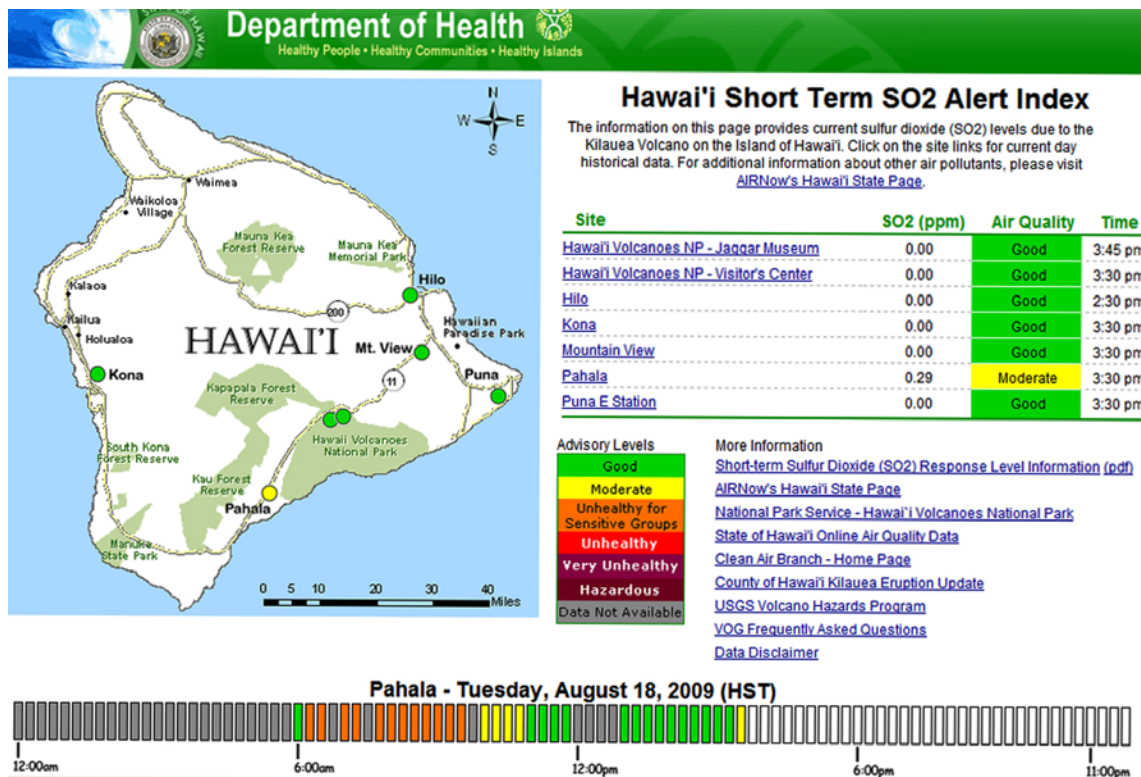 Department of Health
Healthy People • Healthy Communities • Healthy Islands
N
W E
S
Waimea
Waikoloa
Village
Mauna Kea
Forest Reserve
Mauna Kea
Memorial Park
Hilo
Kalaoa
200
Hawaiian
Paradise Park
Kailua
Holualoa
HAWAI'I
Mt. View
Kona
11
Puna
Kapapala Forest
Reserve
South Kona
Forest Reserve
Hawaii Volcanoes
National Park
Kau Forest
Reserve
Pahala
Manuka
State Park
0 5 10 20 30 40
Miles
Hawai'i Short Term SO2 Alert Index
The information on this page provides current sulfur dioxide (SO2) levels due to the
Kilauea Volcano on the Island of Hawai'i. Click on the site links for current day
historical data. For additional information about other air pollutants, please visit
AIRNow's Hawai'i State Page.
Site SO2 (ppm) Air Quality Time
Hawai'i Volcanoes NP - Jaggar Museum 0.00 Good 3:45 pm
Hawai'i Volcanoes NP - Visitor's Center 0.00 Good 3:30 pm
Hilo 0.00 Good 2:30 pm
Kona 0.00 Good 3:30 pm
Mountain View 0.00 Good 3:30 pm
Pahala 0.29 Moderate 3:30 pm
Puna E Station 0.00 Good 3:30 pm
Advisory Levels
Good
Moderate
Unhealthy for
Sensitive Groups
Unhealthy
Very Unhealthy
Hazardous
Data Not Available
More Information
Short-term Sulfur Dioxide (SO2) Response Level Information (pdf)
AIRNow's Hawai'i State Page
National Park Service - Hawai`i Volcanoes National Park
State of Hawai'i Online Air Quality Data
Clean Air Branch - Home Page
County of Hawai'i Kilauea Eruption Update
USGS Volcano Hazards Program
VOG Frequently Asked Questions
Data Disclaimer
Pahala - Tuesday, August 18, 2009 (HST)
12:00am 6:00am 12:00pm 6:00pm 11:00pm